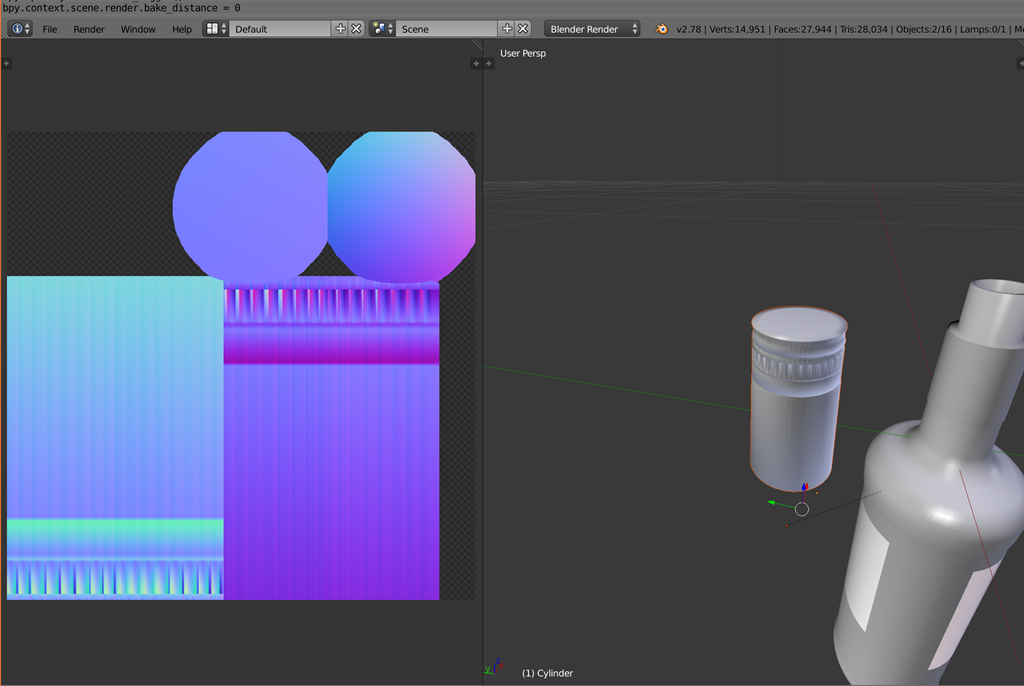 bpy.context.scene.render.bake_distance = 0
File Render Window Help Default Scene Blender Render v2.78 | Verts:14,951 | Faces:27,944 | Tris:28,034 | Objects:2/16 | Lamps:0/1 |
User Persp
z
y
(1) Cylinder